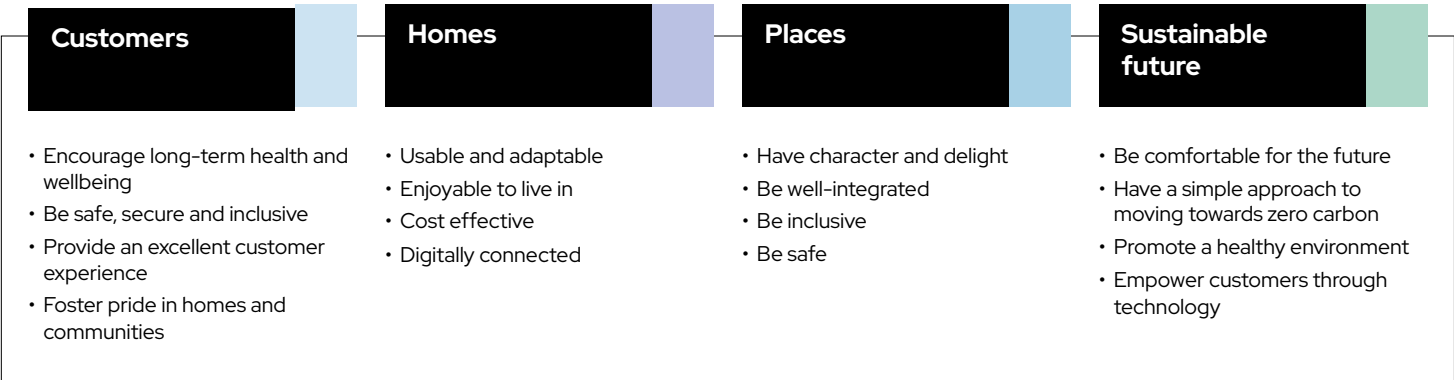 Customers
• Encourage long-term health and
wellbeing
• Be safe, secure and inclusive
• Provide an excellent customer
experience
• Foster pride in homes and
communities
Homes
• Usable and adaptable
• Enjoyable to live in
• Cost effective
• Digitally connected
Places
• Have character and delight
• Be well-integrated
• Be inclusive
• Be safe
Sustainable
future
• Be comfortable for the future
• Have a simple approach to
moving towards zero carbon
• Promote a healthy environment
• Empower customers through
technology